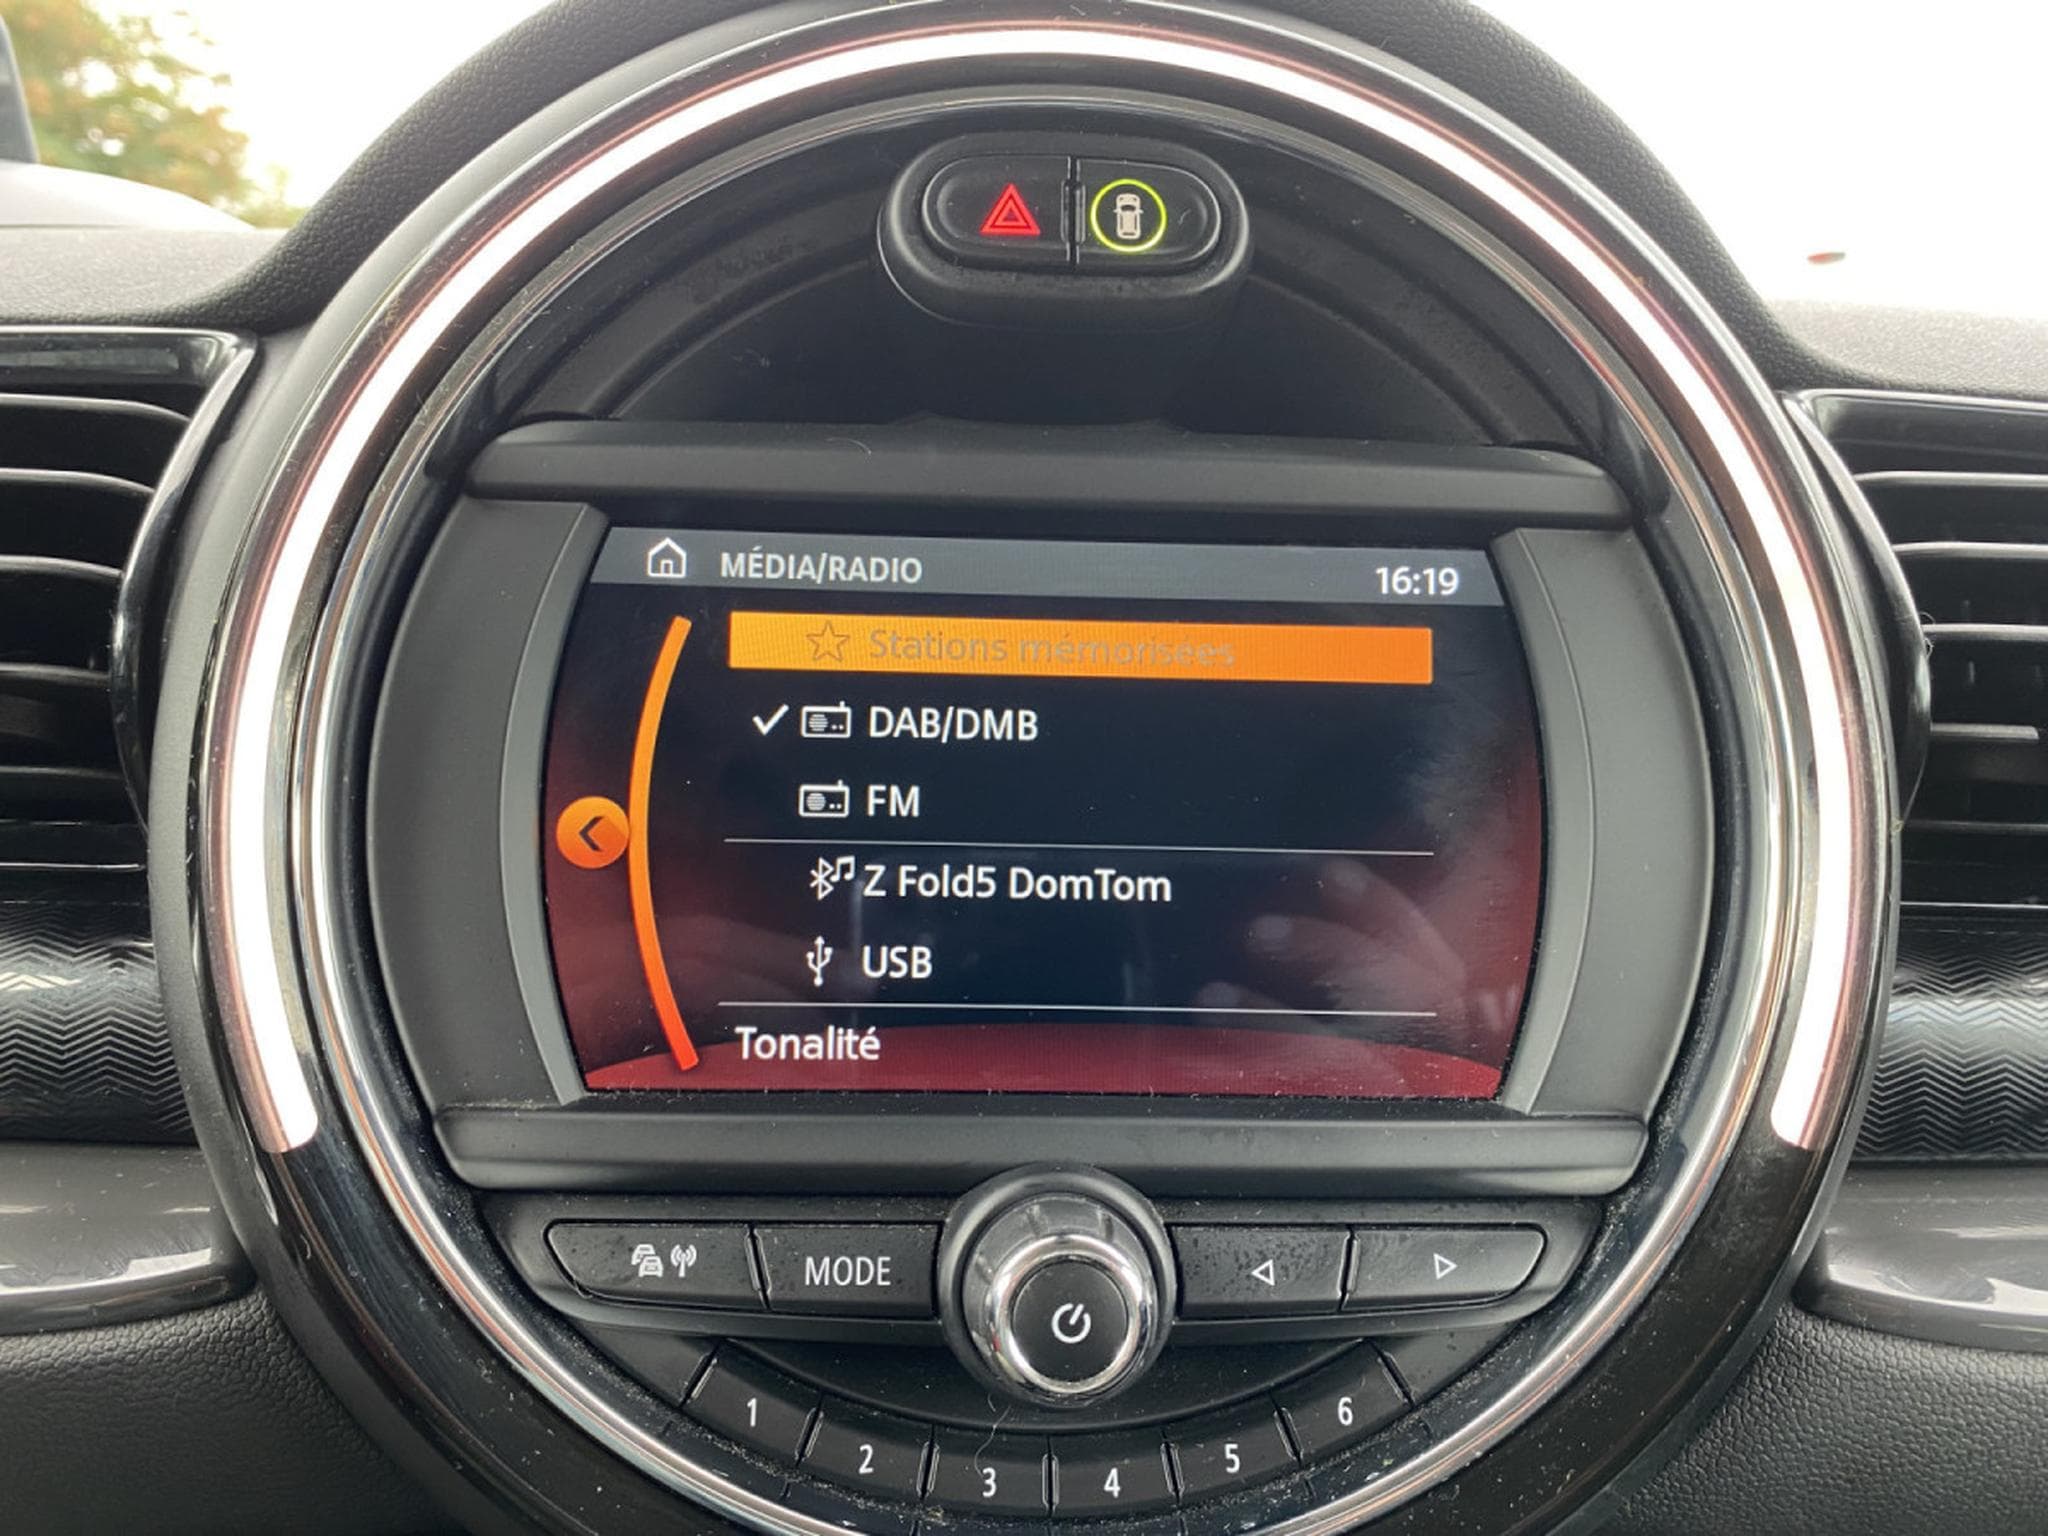 MÉDIA/RADIO
16:19
Stations mémorisées
DAB/DMB
FM
Z Fold5 DomTom
USB
Tonalité
MODE
1
2
3
4
5
6